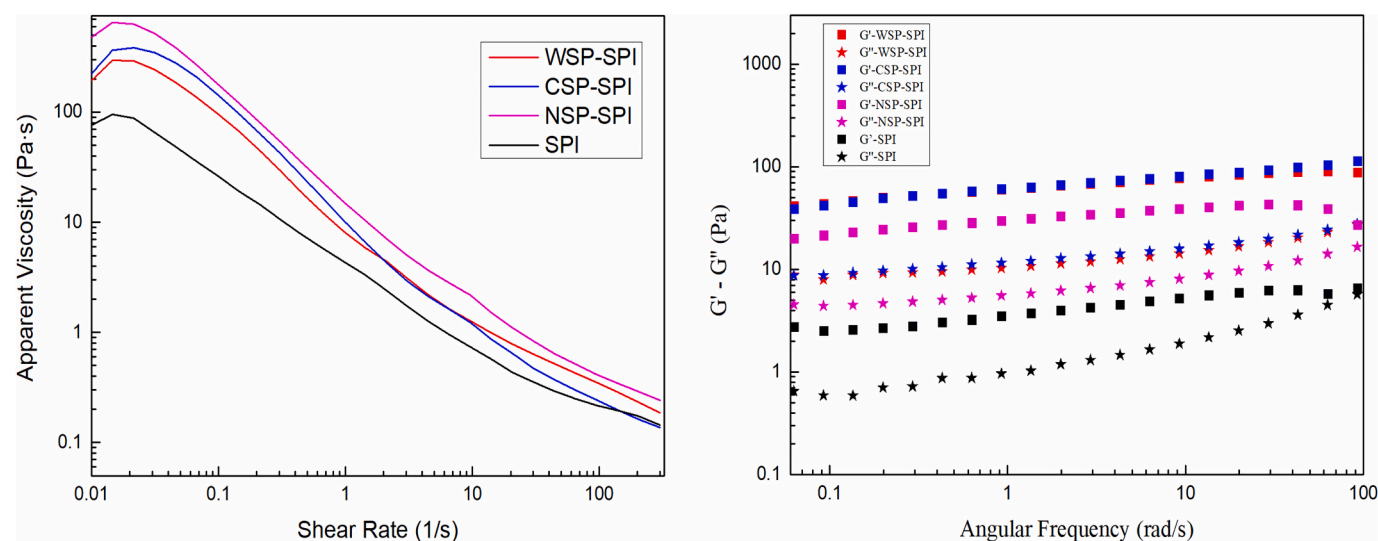 Apparent Viscosity (Pa·s)
100
10
1
0.1
WSP-SPI
CSP-SPI
NSP-SPI
SPI
0.01
0.1
1
10
100
Shear Rate (1/s)
G' - G'' (Pa)
1000
100
10
1
0.1
G'-WSP-SPI
G''-WSP-SPI
G'-CSP-SPI
G''-CSP-SPI
G'-NSP-SPI
G''-NSP-SPI
G'-SPI
G''-SPI
0.1
1
10
100
Angular Frequency (rad/s)